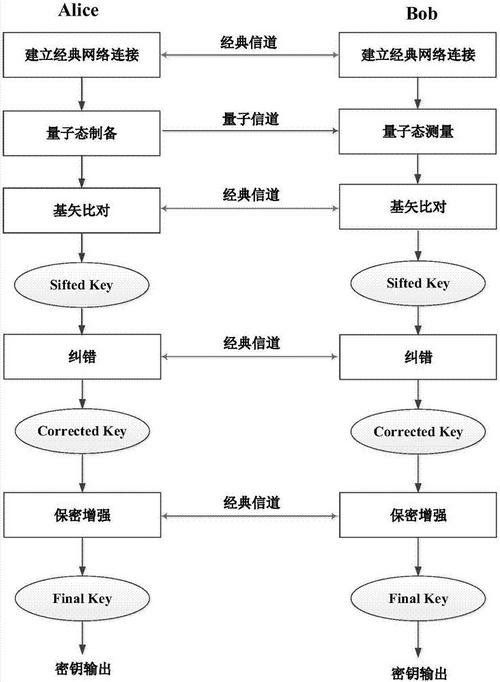 Alice
Bob
建立经典网络连接
经典信道
建立经典网络连接
量子态制备
量子信道
量子态测量
基矢比对
经典信道
基矢比对
Sifted Key
Sifted Key
纠错
经典信道
纠错
Corrected Key
Corrected Key
保密增强
经典信道
保密增强
Final Key
Final Key
密钥输出
密钥输出